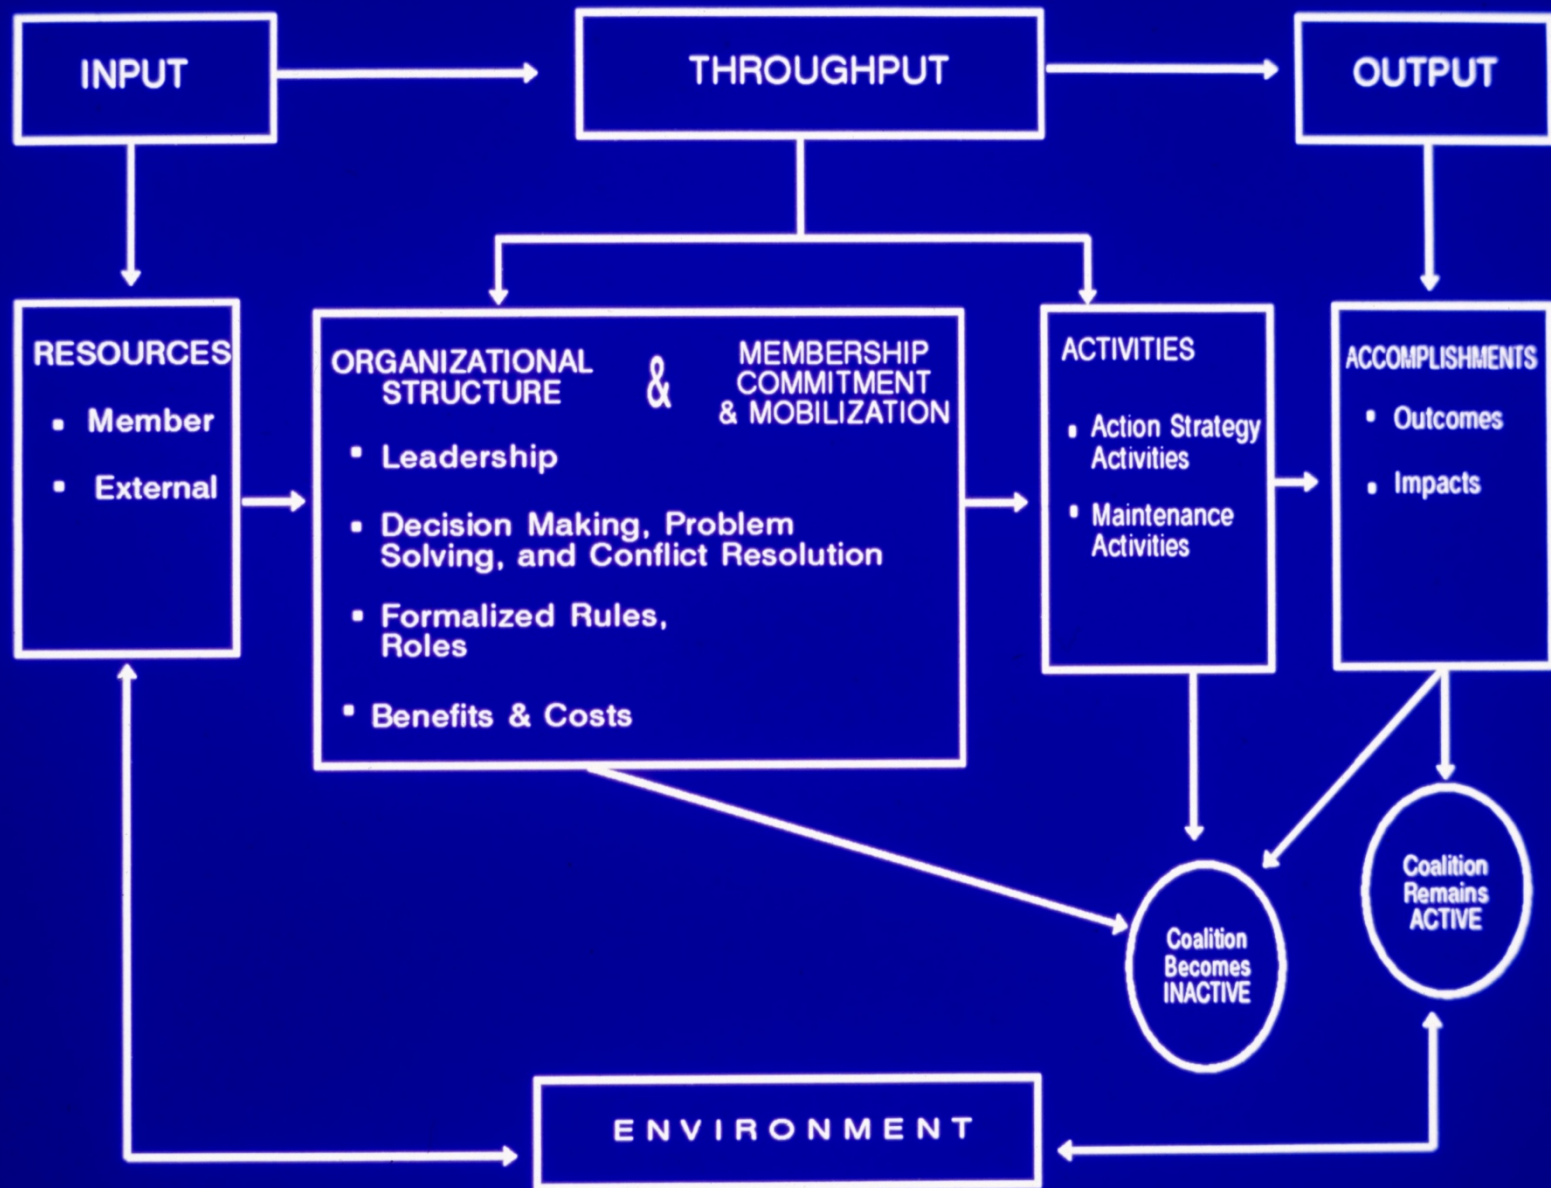 INPUT
THROUGHPUT
OUTPUT
RESOURCES
▪ Member
▪ External
ORGANIZATIONAL
STRUCTURE
&
MEMBERSHIP
COMMITMENT
& MOBILIZATION
▪ Leadership
▪ Decision Making, Problem
Solving, and Conflict Resolution
▪ Formalized Rules,
Roles
▪ Benefits & Costs
ACTIVITIES
▪ Action Strategy
Activities
▪ Maintenance
Activities
ACCOMPLISHMENTS
▪ Outcomes
▪ Impacts
Coalition
Becomes
INACTIVE
Coalition
Remains
ACTIVE
ENVIRONMENT